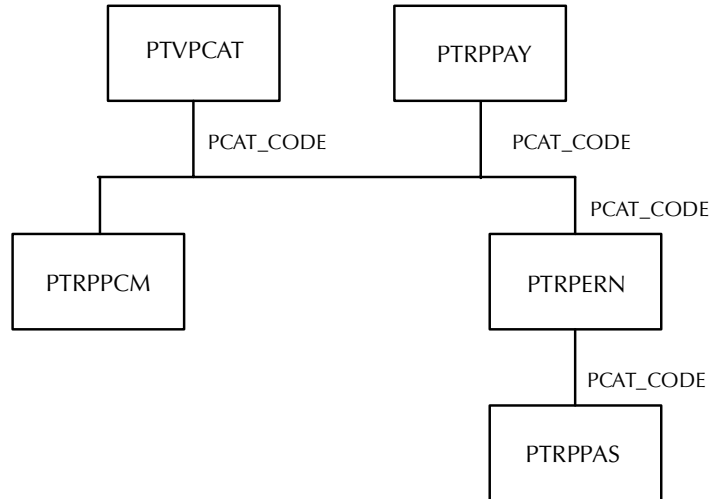 PTVPCAT
PTRPPAY
PCAT_CODE
PCAT_CODE
PCAT_CODE
PTRPPCM
PTRPERN
PCAT_CODE
PTRPPAS